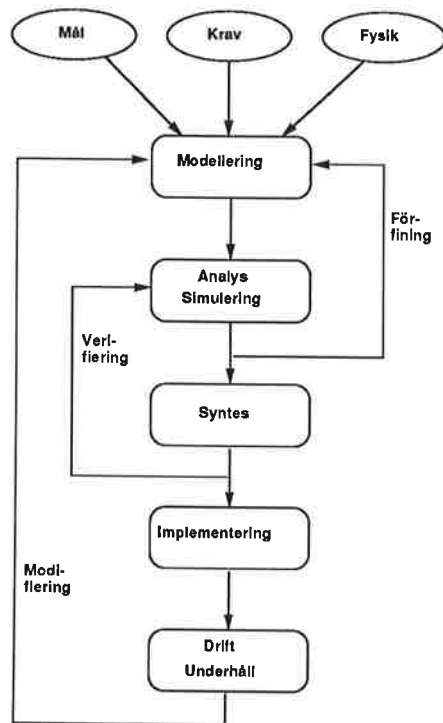 Mål
Krav
Fysik
Modellering
För-
fining
Analys
Simulering
Veri-
fiering
Syntes
Implementering
Modi-
fiering
Drift
Underhåll